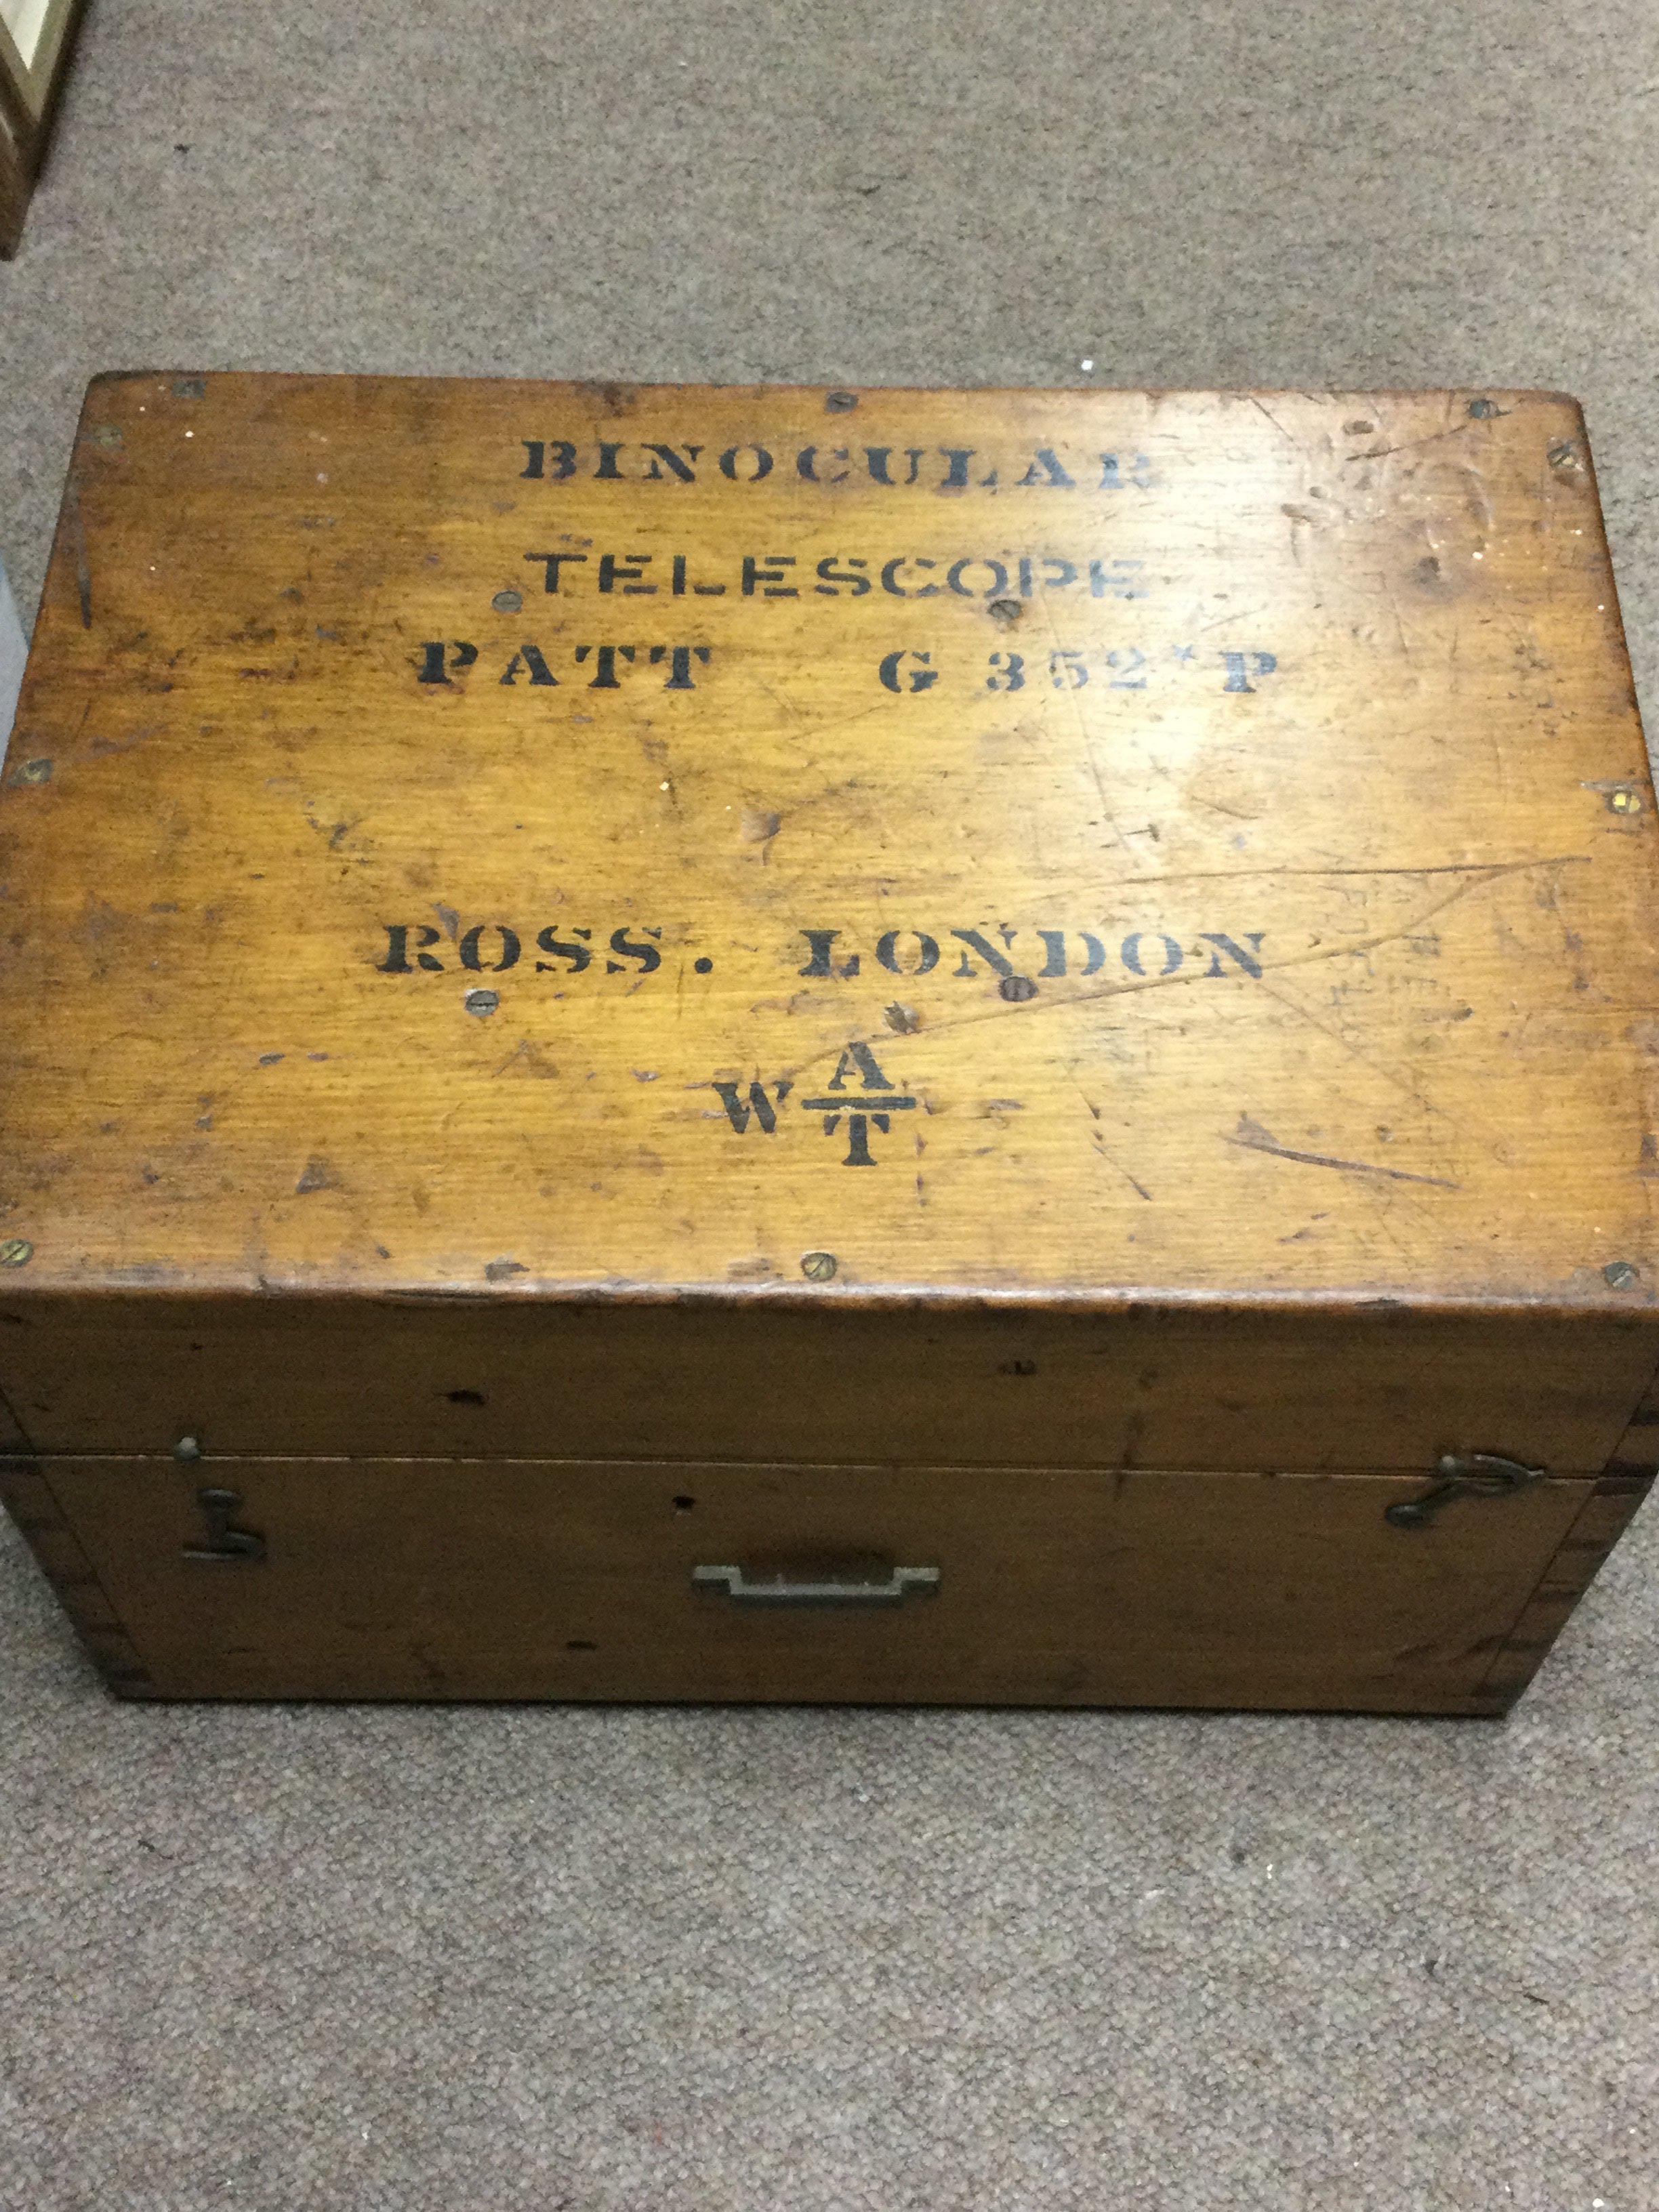 BINOCULAR
TELESCOPE
PATT G 352 * P
ROSS. LONDON
W A/T